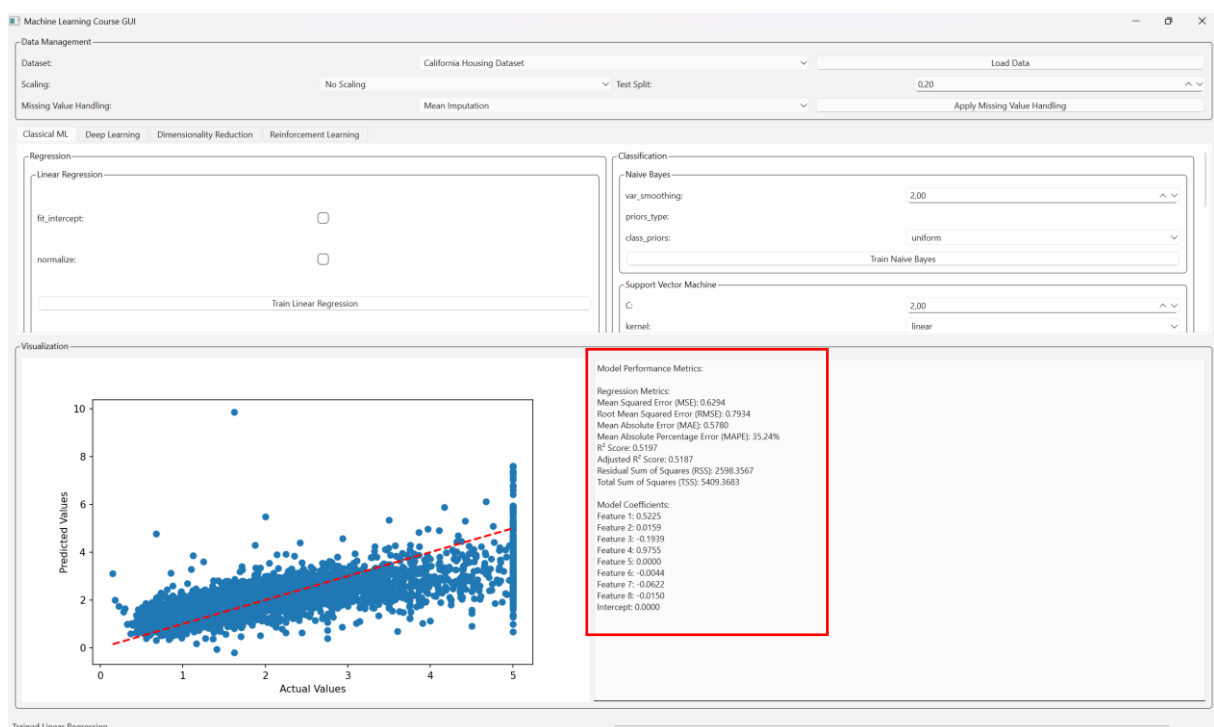 Machine Learning Course GUI
Data Management
Dataset: California Housing Dataset Load Data
Scaling: No Scaling Test Split: 0,20
Missing Value Handling: Mean Imputation Apply Missing Value Handling
Classical ML Deep Learning Dimensionality Reduction Reinforcement Learning
Regression
Linear Regression
fit_intercept:
normalize:
Train Linear Regression
Classification
Naive Bayes
var_smoothing: 2,00
priors_type:
class_priors: uniform
Train Naive Bayes
Support Vector Machine
C: 2,00
kernel: linear
Visualization
10
8
6
4
2
0
Predicted Values
0 1 2 3 4 5
Actual Values
Model Performance Metrics:
Regression Metrics:
Mean Squared Error (MSE): 0.6294
Root Mean Squared Error (RMSE): 0.7934
Mean Absolute Error (MAE): 0.5780
Mean Absolute Percentage Error (MAPE): 35.24%
R² Score: 0.5197
Adjusted R² Score: 0.5187
Residual Sum of Squares (RSS): 2598.3567
Total Sum of Squares (TSS): 5409.3683
Model Coefficients:
Feature 1: 0.5225
Feature 2: 0.0159
Feature 3: -0.1939
Feature 4: 0.9755
Feature 5: 0.0000
Feature 6: -0.0044
Feature 7: -0.0622
Feature 8: -0.0150
Intercept: 0.0000
Trained Linear Regression